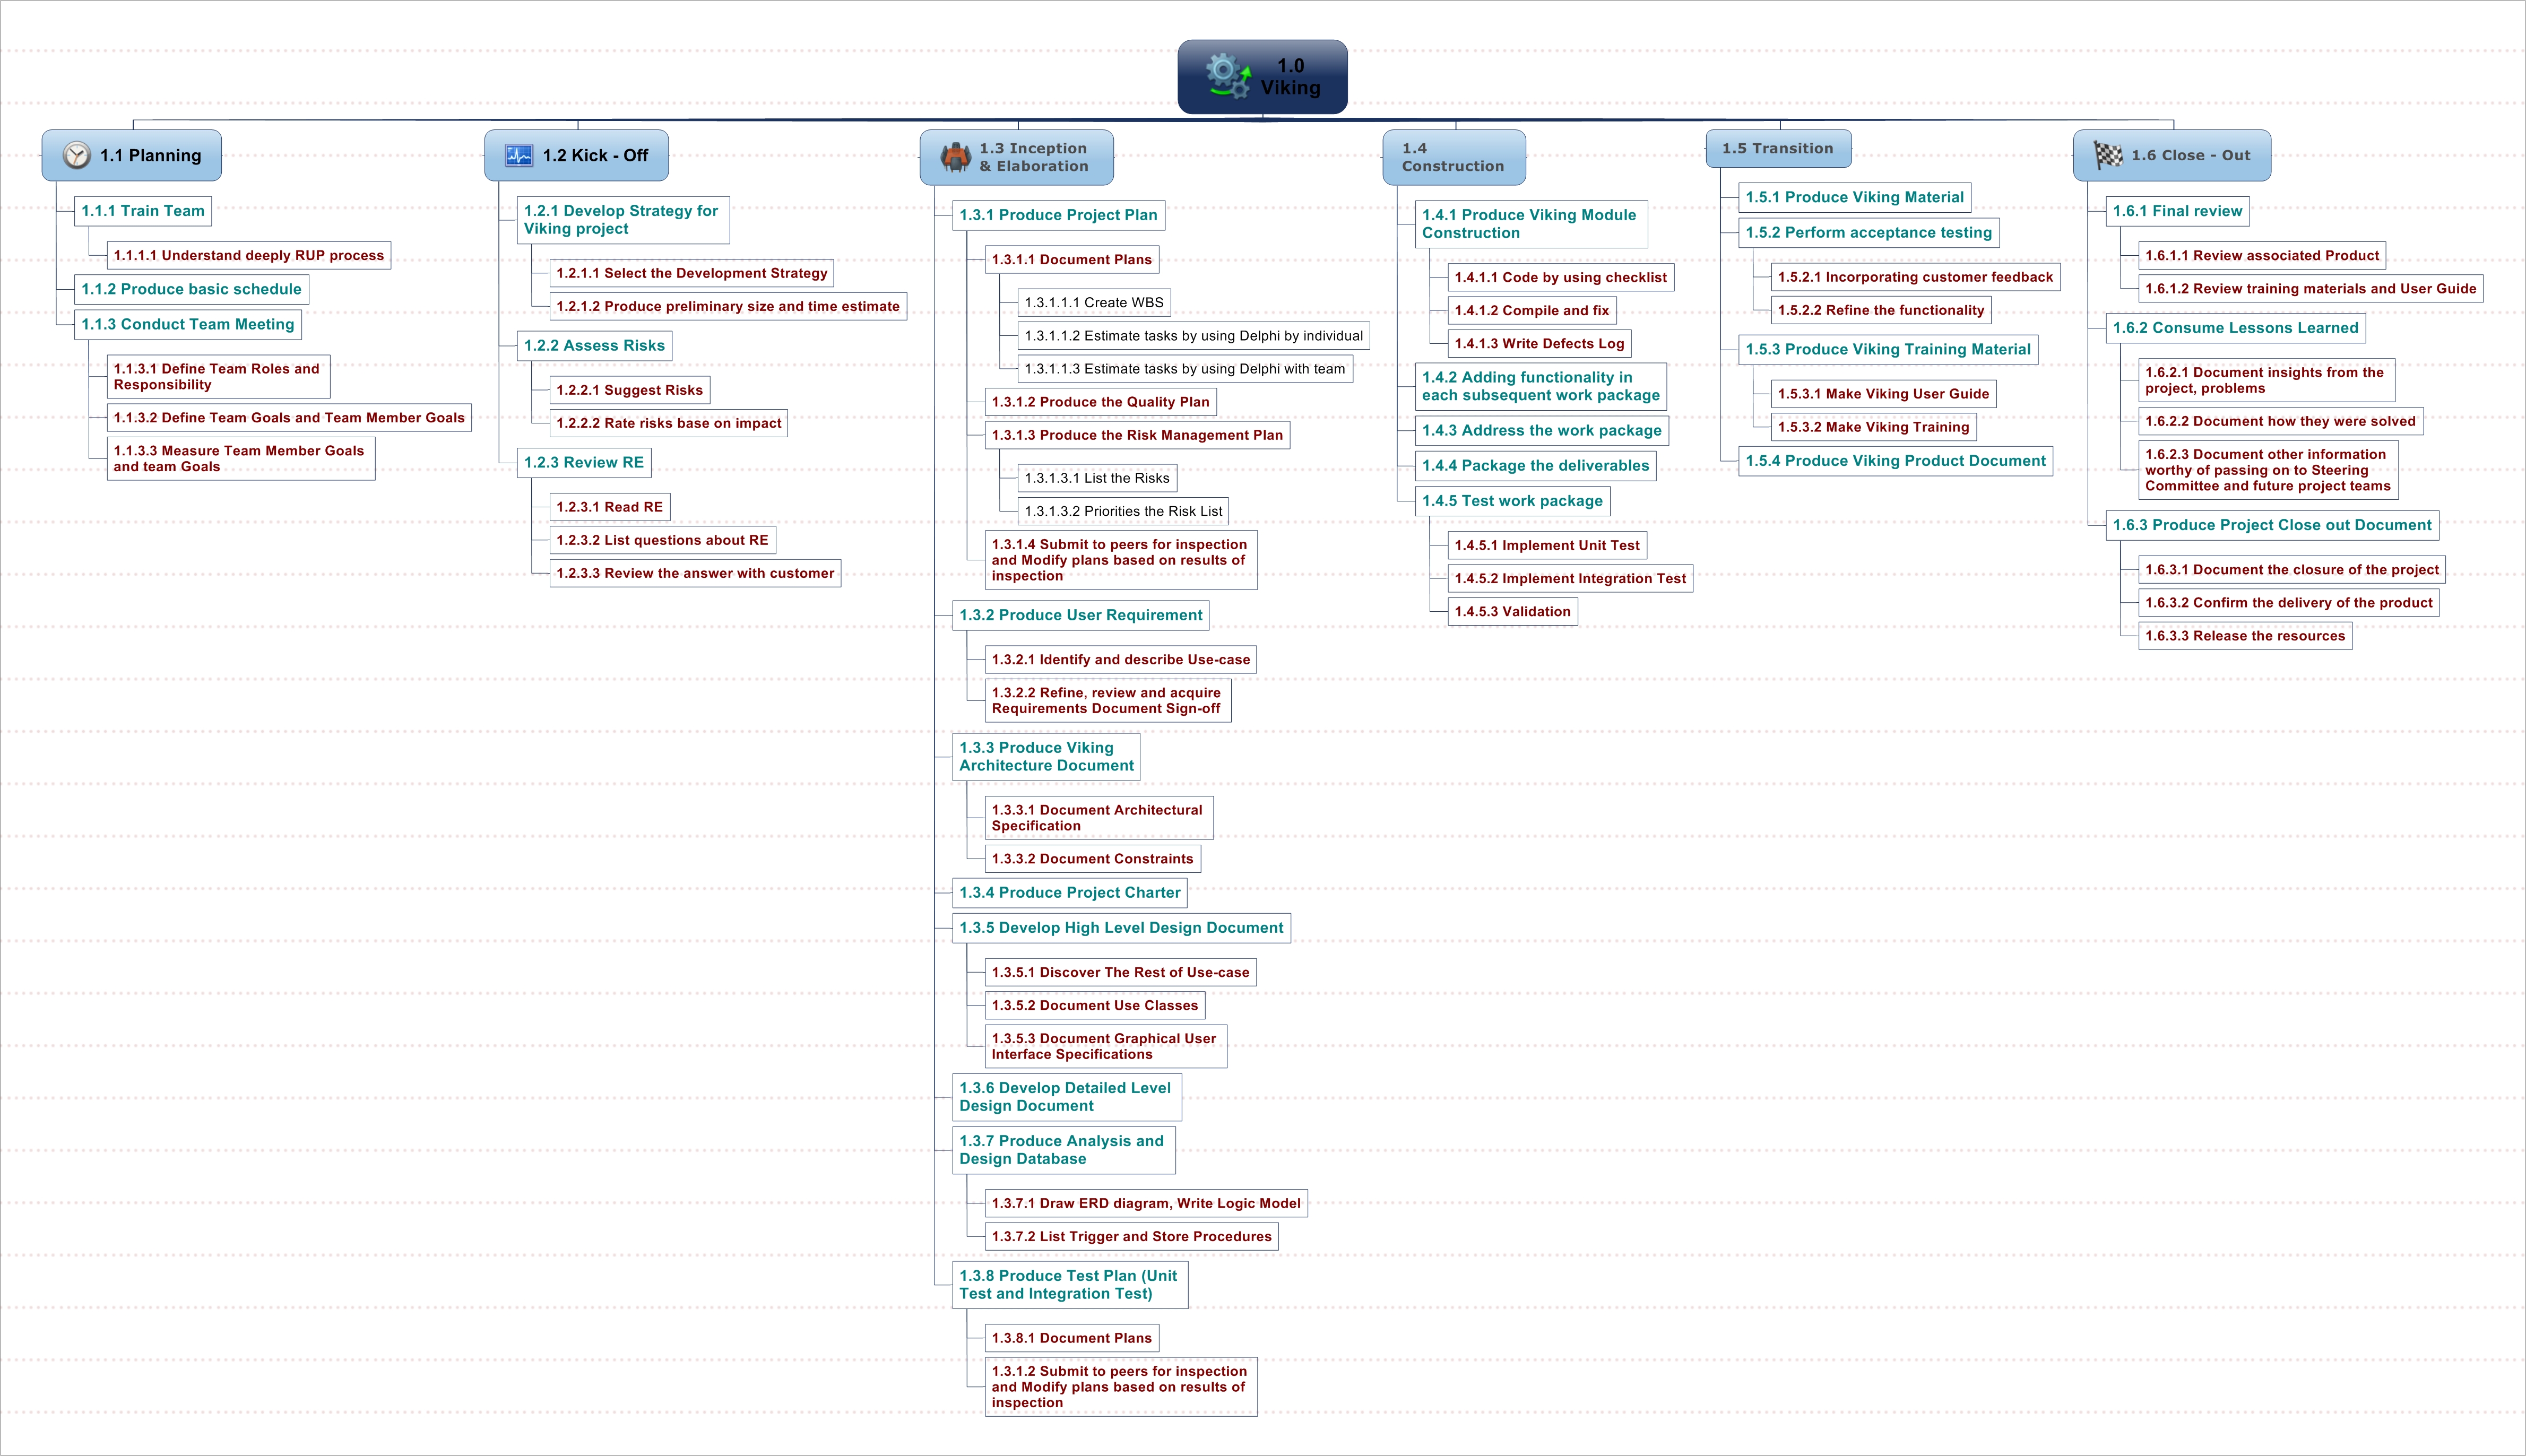 1.0
Viking
1.1 Planning
1.1.1 Train Team
1.1.1.1 Understand deeply RUP process
1.1.2 Produce basic schedule
1.1.3 Conduct Team Meeting
1.1.3.1 Define Team Roles and
Responsibility
1.1.3.2 Define Team Goals and Team Member Goals
1.1.3.3 Measure Team Member Goals
and team Goals
1.2 Kick - Off
1.2.1 Develop Strategy for
Viking project
1.2.1.1 Select the Development Strategy
1.2.1.2 Produce preliminary size and time estimate
1.2.2 Assess Risks
1.2.2.1 Suggest Risks
1.2.2.2 Rate risks base on impact
1.2.3 Review RE
1.2.3.1 Read RE
1.2.3.2 List questions about RE
1.2.3.3 Review the answer with customer
1.3 Inception
& Elaboration
1.3.1 Produce Project Plan
1.3.1.1 Document Plans
1.3.1.1.1 Create WBS
1.3.1.1.2 Estimate tasks by using Delphi by individual
1.3.1.1.3 Estimate tasks by using Delphi with team
1.3.1.2 Produce the Quality Plan
1.3.1.3 Produce the Risk Management Plan
1.3.1.3.1 List the Risks
1.3.1.3.2 Priorities the Risk List
1.3.1.4 Submit to peers for inspection
and Modify plans based on results of
inspection
1.3.2 Produce User Requirement
1.3.2.1 Identify and describe Use-case
1.3.2.2 Refine, review and acquire
Requirements Document Sign-off
1.3.3 Produce Viking
Architecture Document
1.3.3.1 Document Architectural
Specification
1.3.3.2 Document Constraints
1.3.4 Produce Project Charter
1.3.5 Develop High Level Design Document
1.3.5.1 Discover The Rest of Use-case
1.3.5.2 Document Use Classes
1.3.5.3 Document Graphical User
Interface Specifications
1.3.6 Develop Detailed Level
Design Document
1.3.7 Produce Analysis and
Design Database
1.3.7.1 Draw ERD diagram, Write Logic Model
1.3.7.2 List Trigger and Store Procedures
1.3.8 Produce Test Plan (Unit
Test and Integration Test)
1.3.8.1 Document Plans
1.3.1.2 Submit to peers for inspection
and Modify plans based on results of
inspection
1.4
Construction
1.4.1 Produce Viking Module
Construction
1.4.1.1 Code by using checklist
1.4.1.2 Compile and fix
1.4.1.3 Write Defects Log
1.4.2 Adding functionality in
each subsequent work package
1.4.3 Address the work package
1.4.4 Package the deliverables
1.4.5 Test work package
1.4.5.1 Implement Unit Test
1.4.5.2 Implement Integration Test
1.4.5.3 Validation
1.5 Transition
1.5.1 Produce Viking Material
1.5.2 Perform acceptance testing
1.5.2.1 Incorporating customer feedback
1.5.2.2 Refine the functionality
1.5.3 Produce Viking Training Material
1.5.3.1 Make Viking User Guide
1.5.3.2 Make Viking Training
1.5.4 Produce Viking Product Document
1.6 Close - Out
1.6.1 Final review
1.6.1.1 Review associated Product
1.6.1.2 Review training materials and User Guide
1.6.2 Consume Lessons Learned
1.6.2.1 Document insights from the
project, problems
1.6.2.2 Document how they were solved
1.6.2.3 Document other information
worthy of passing on to Steering
Committee and future project teams
1.6.3 Produce Project Close out Document
1.6.3.1 Document the closure of the project
1.6.3.2 Confirm the delivery of the product
1.6.3.3 Release the resources